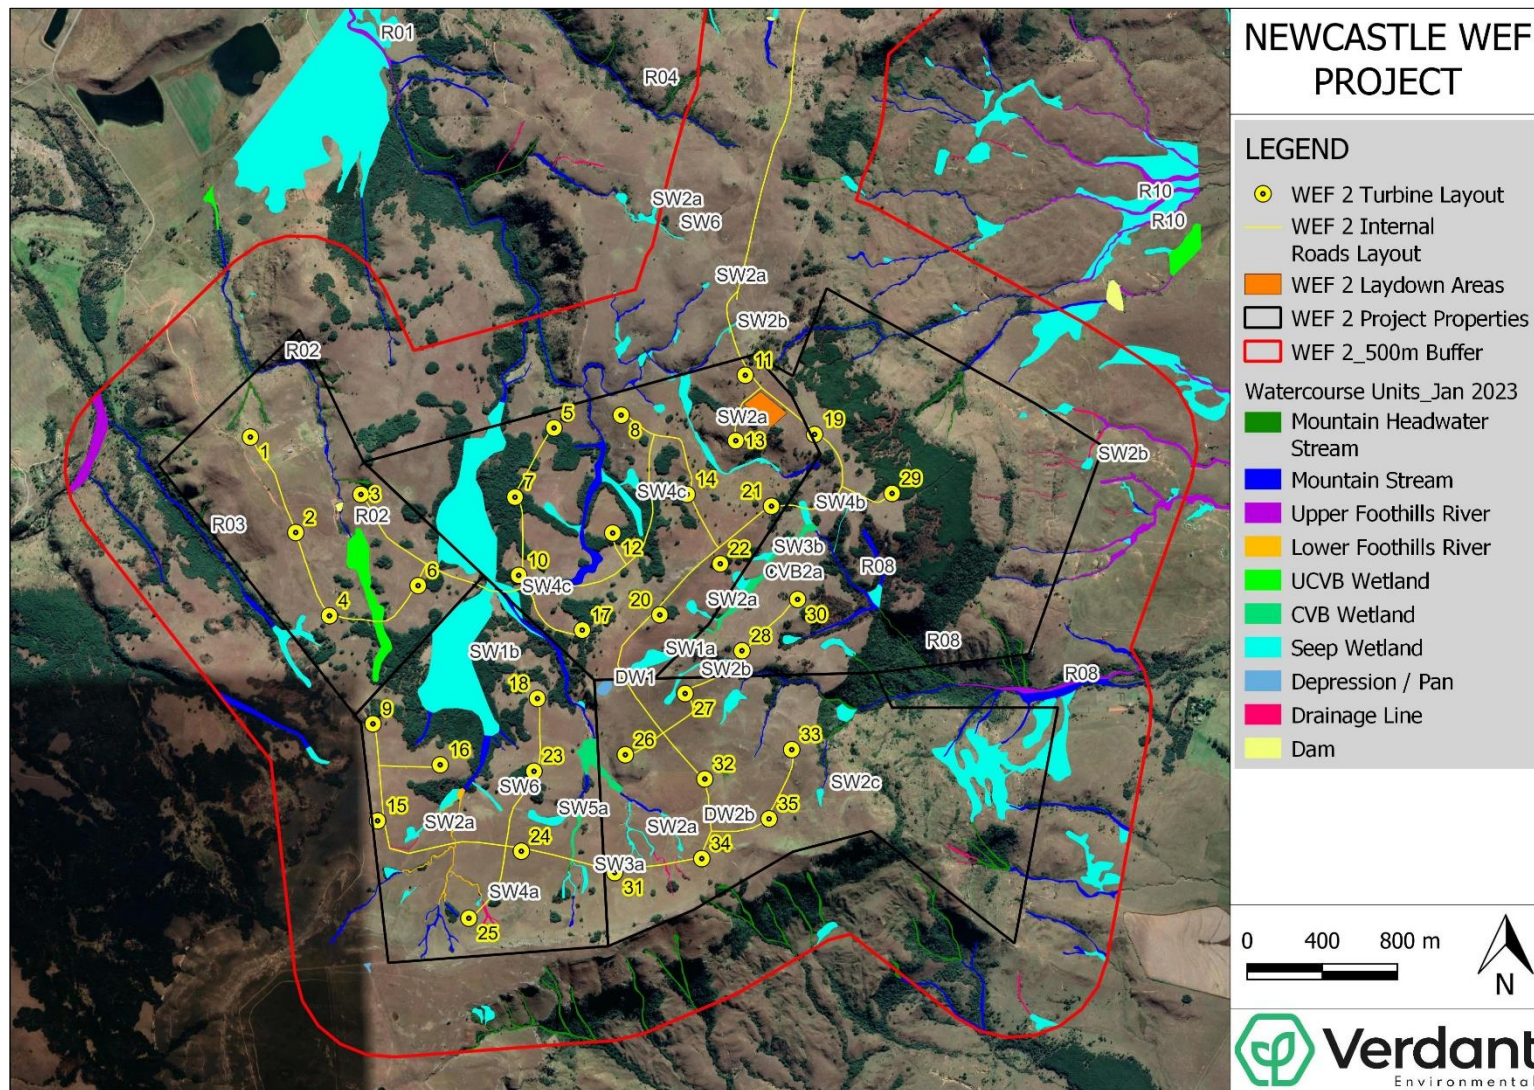 NEWCASTLE WEF
PROJECT
LEGEND
WEF 2 Turbine Layout
WEF 2 Internal
Roads Layout
WEF 2 Laydown Areas
WEF 2 Project Properties
WEF 2_500m Buffer
Watercourse Units_Jan 2023
Mountain Headwater
Stream
Mountain Stream
Upper Foothills River
Lower Foothills River
UCVB Wetland
CVB Wetland
Seep Wetland
Depression / Pan
Drainage Line
Dam
0 400 800 m
N
Verdant
Environmental
R01
R04
SW2a
SW6
R10
R10
SW2a
SW2b
R02
11
5
8
SW2a
19
1
13
SW2b
3
7
SW4c
14
21
SW4b
29
R02
R03
2
12
SW3b
22
CVB2a
R08
6
10
SW4c
SW2a
30
4
17
20
28
SW1a
R08
SW1b
SW2b
DW1
R08
18
27
9
26
33
16
23
32
SW6
SW5a
SW2c
15
SW2a
SW2a
DW2b
35
24
34
SW3a
31
SW4a
25